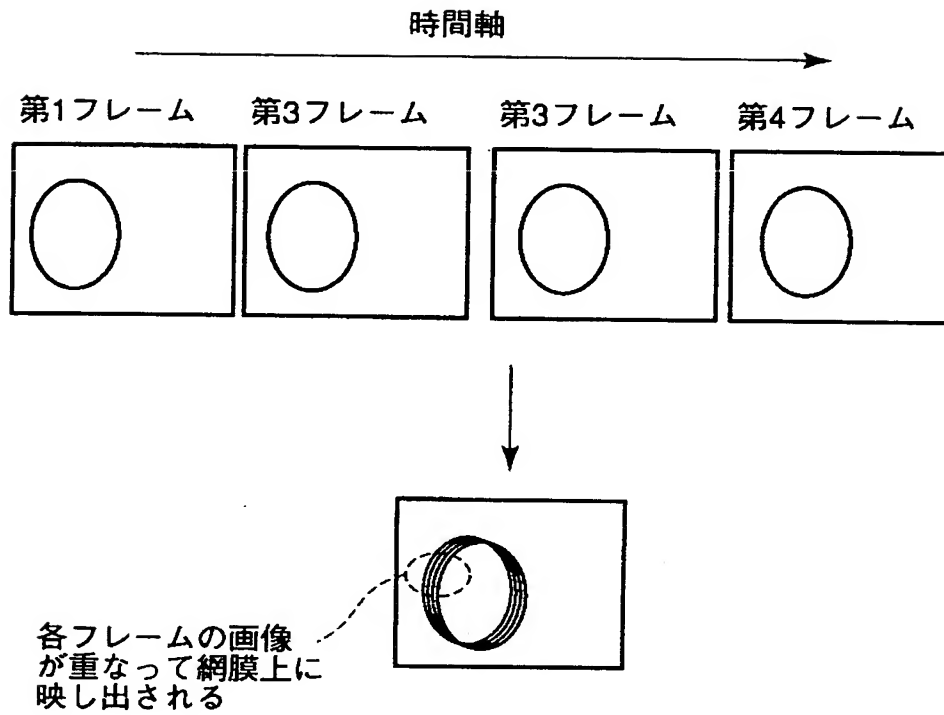 時間軸
第1フレーム
第3フレーム
第3フレーム
第4フレーム
各フレームの画像
が重なって網膜上に
映し出される